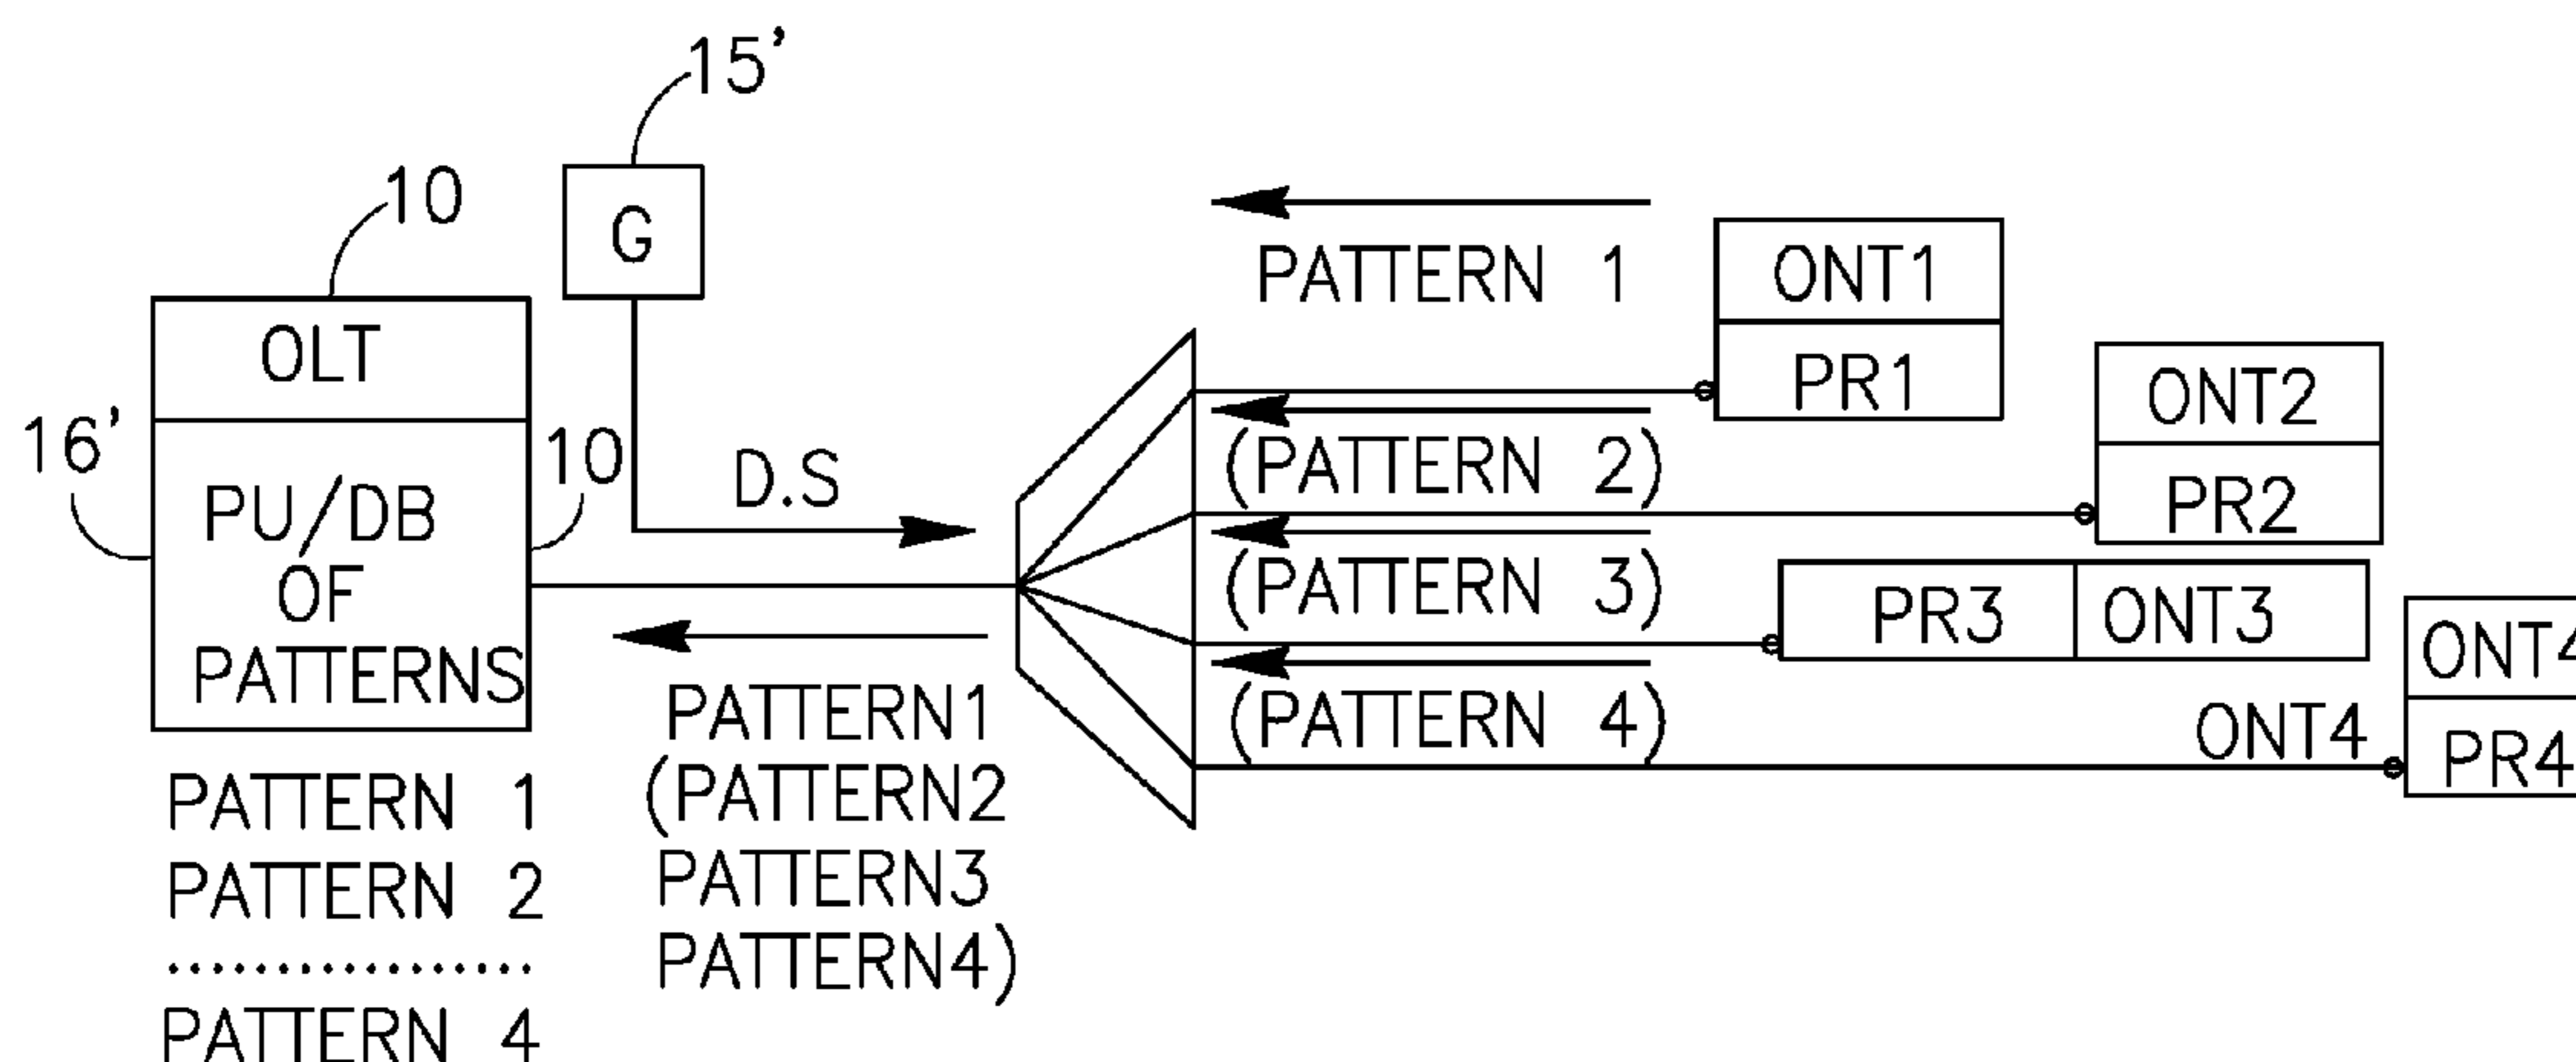 15'
10
G
OLT
16'
10
PU/DB
OF
PATTERNS
D.S
PATTERN 1
(PATTERN 2)
(PATTERN 3)
(PATTERN 4)
ONT1
PR1
ONT2
PR2
PR3 ONT3
ONT4
ONT4
PR4
PATTERN1
(PATTERN2
PATTERN3
PATTERN4)
PATTERN 1
PATTERN 2
................
PATTERN 4